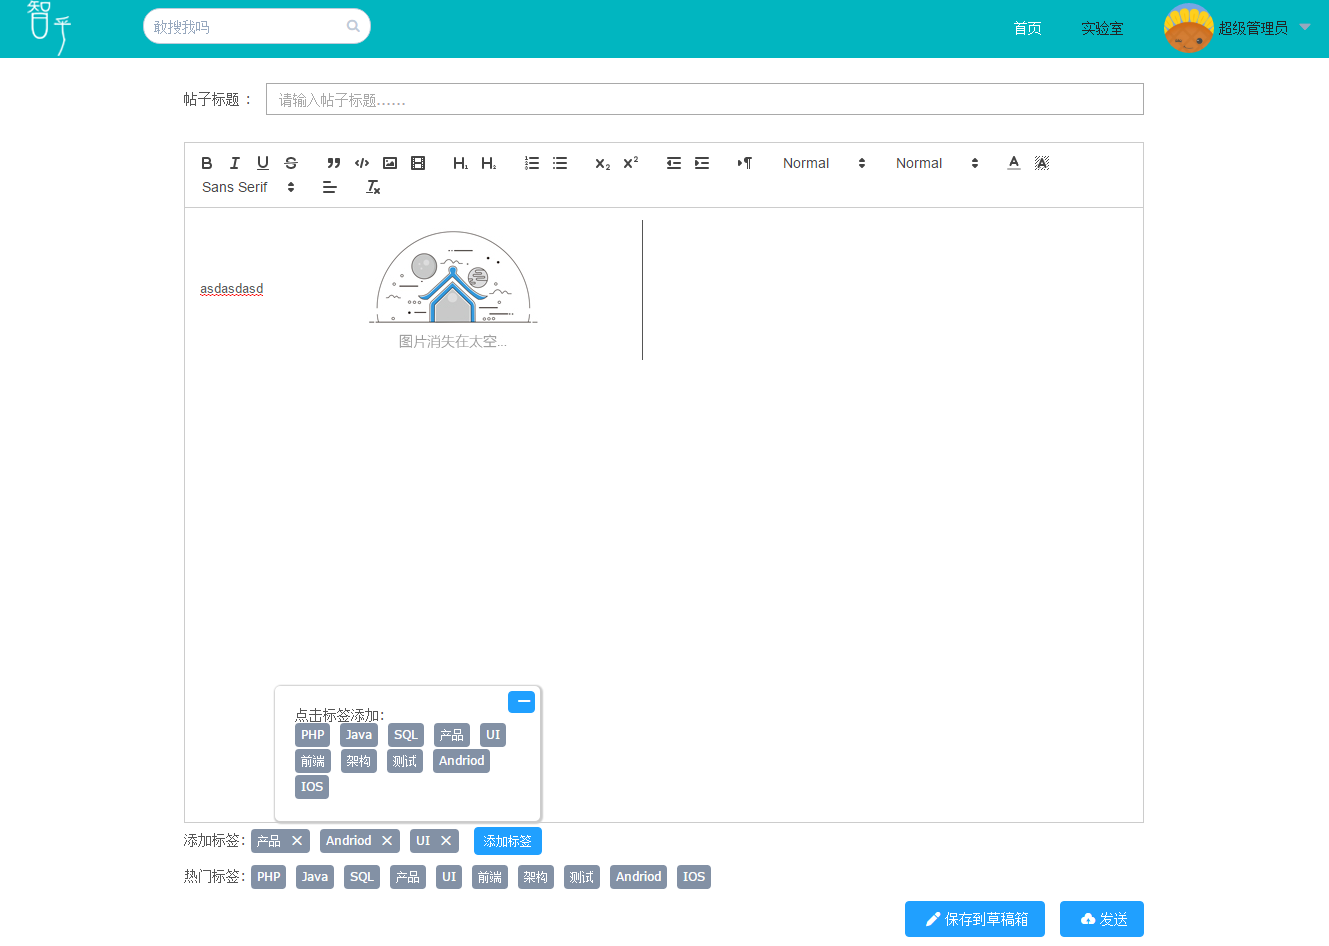 智乎
敢搜我吗
首页 实验室 超级管理员
帖子标题 ： 请输入帖子标题......
B I U S H1 H2 x2 x2 Normal Normal A A
Sans Serif Tx
asdasdasd
图片消失在太空...
点击标签添加:
PHP Java SQL 产品 UI
前端 架构 测试 Andriod
IOS
添加标签: 产品 × Andriod × UI × 添加标签
热门标签: PHP Java SQL 产品 UI 前端 架构 测试 Andriod IOS
保存到草稿箱 发送